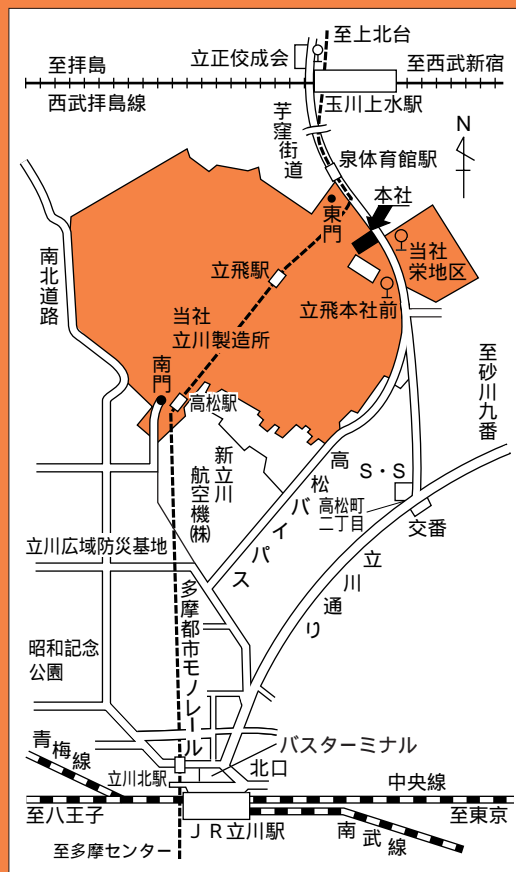 至上北台
立正佼成会
至拝島
至西武新宿
西武拝島線
玉川上水駅
芋窪街道
N
泉体育館駅
本社
東門
当社
栄地区
南北道路
立飛駅
立飛本社前
当社
立川製造所
南門
高松駅
至砂川九番
新立川
航空機㈱
高松バイパス
S・S
高松町
二丁目
交番
立川通り
立川広域防災基地
多摩都市モノレール
昭和記念
公園
青梅線
バスターミナル
立川北駅
北口
中央線
至八王子
至東京
JR立川駅
南武線
至多摩センター